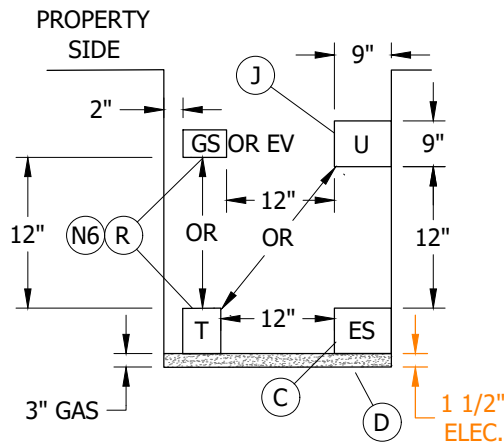 PROPERTY
SIDE
9"
J
2"
GS OR EV
U
9"
12"
12"
N6 R
OR
OR
12"
T
12"
ES
3" GAS
C
D
1 1/2"
ELEC.